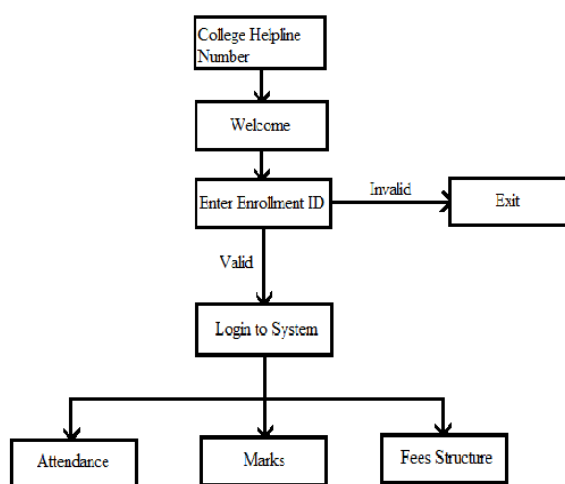 College Helpline
Number
Welcome
Enter Enrollment ID
Invalid
Exit
Valid
Login to System
Attendance
Marks
Fees Structure